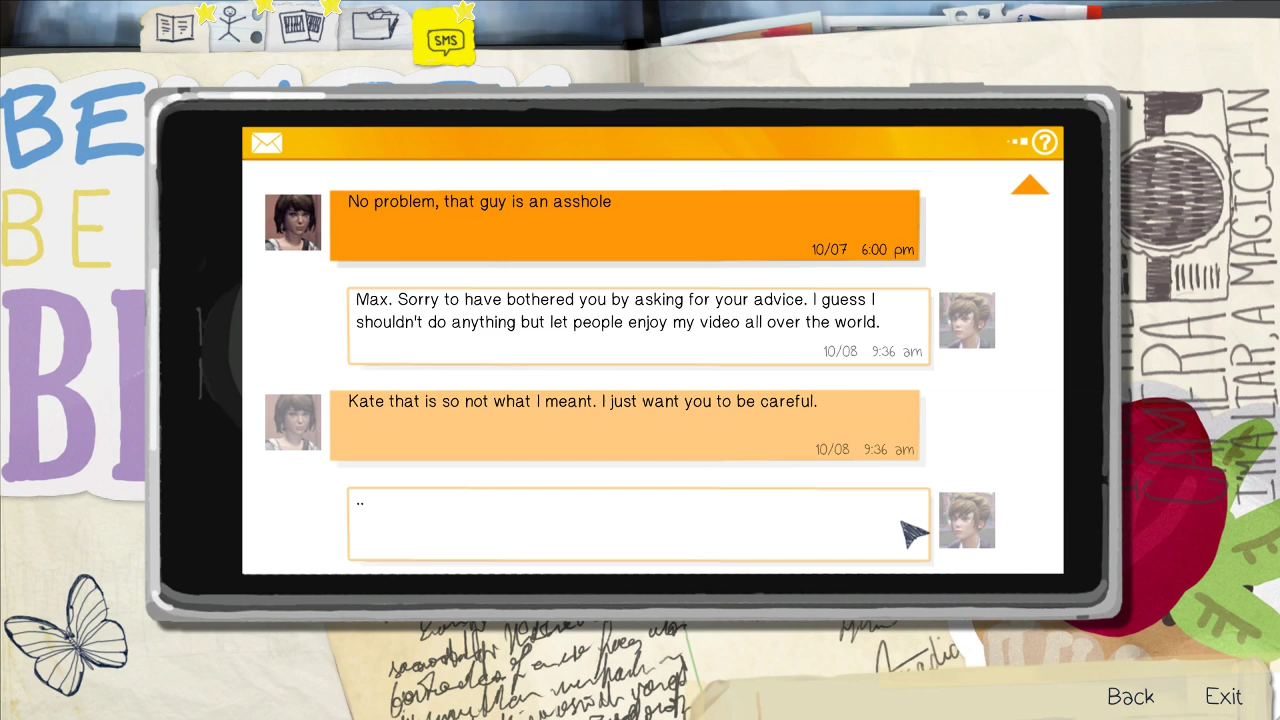 SMS
BE
BE
No problem, that guy is an asshole
10/07 6:00 pm
Max. Sorry to have bothered you by asking for your advice. I guess I
shouldn't do anything but let people enjoy my video all over the world.
10/08 9:36 am
Kate that is so not what I meant. I just want you to be careful.
10/08 9:36 am
..
IM A LIAR, A MAGICIAN
Back
Exit